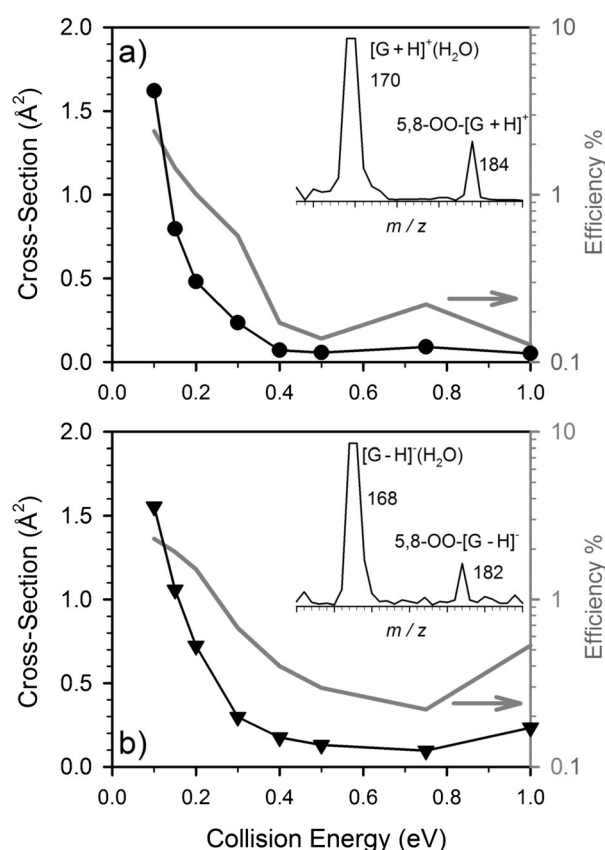 a)
2.0
1.5
1.0
0.5
0.0
Cross-Section (Å²)
10
1
0.1
Efficiency %
[G + H]⁺(H₂O)
170
5,8-OO-[G + H]⁺
184
m / z
0.0 0.2 0.4 0.6 0.8 1.0
b)
2.0
1.5
1.0
0.5
0.0
Cross-Section (Å²)
10
1
0.1
Efficiency %
[G - H]⁻(H₂O)
168
5,8-OO-[G - H]⁻
182
m / z
0.0 0.2 0.4 0.6 0.8 1.0
Collision Energy (eV)